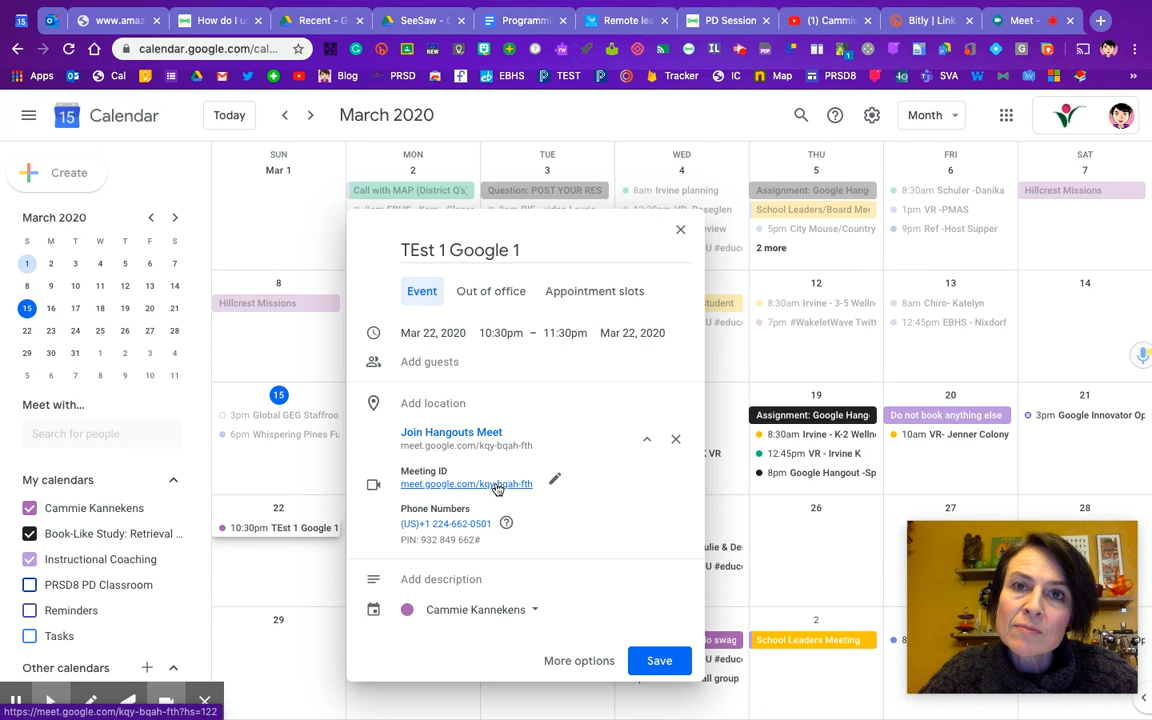 www.amaz
How do I u
Recent - G
SeeSaw - G
Programmi
Remote lea
PD Session
(1) Cammie
Bitly | Link
Meet -
calendar.google.com/cal...
Apps
Cal
Blog
PRSD
EBHS
TEST
Tracker
IC
Map
PRSD8
SVA
15
Calendar
Today
March 2020
Month
Create
March 2020
S M T W T F S
1 2 3 4 5 6 7
8 9 10 11 12 13 14
15 16 17 18 19 20 21
22 23 24 25 26 27 28
29 30 31 1 2 3 4
5 6 7 8 9 10 11
Meet with...
Search for people
My calendars
Cammie Kannekens
Book-Like Study: Retrieval ...
Instructional Coaching
PRSD8 PD Classroom
Reminders
Tasks
Other calendars
https://meet.google.com/kqy-bqah-fth?hs=122
SUN MON TUE WED THU FRI SAT
Mar 1 2 3 4 5 6 7
Call with MAP (District Q's)
Question: POST YOUR RES
8am Irvine planning
Assignment: Google Hang
8:30am Schuler -Danika
Hillcrest Missions
School Leaders/Board Mee
1pm VR -PMAS
5pm City Mouse/Country
9pm Ref -Host Supper
2 more
8 12 13 14
Hillcrest Missions
Student
8:30am Irvine - 3-5 Welln
8am Chiro- Katelyn
7pm #WakeletWave Twitt
12:45pm EBHS - Nixdorf
15 19 20 21
3pm Global GEG Staffroo
Assignment: Google Hang
Do not book anything else
3pm Google Innovator Op
6pm Whispering Pines Fu
8:30am Irvine - K-2 Wellne
10am VR- Jenner Colony
VR
12:45pm VR - Irvine K
8pm Google Hangout -Sp
22 26 27 28
10:30pm TEst 1 Google 1
29 2
School Leaders Meeting
TEst 1 Google 1
Event
Out of office
Appointment slots
Mar 22, 2020 10:30pm – 11:30pm Mar 22, 2020
Add guests
Add location
Join Hangouts Meet
meet.google.com/kqy-bqah-fth
Meeting ID
meet.google.com/kqy-bqah-fth
Phone Numbers
(US)+1 224-662-0501
PIN: 932 849 662#
Add description
Cammie Kannekens
More options
Save